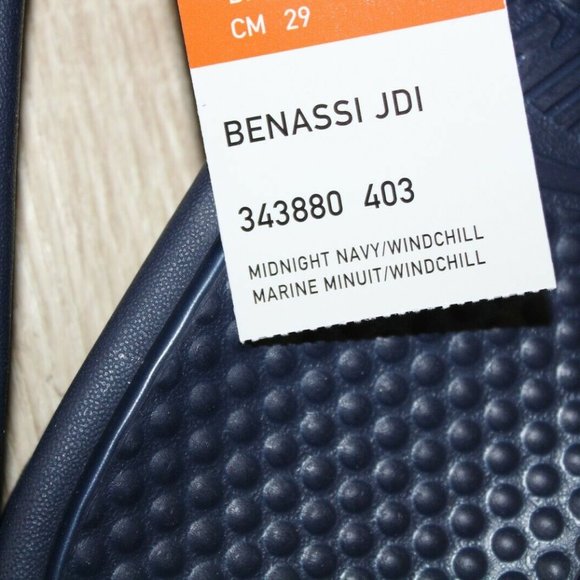 CM 29
BENASSI JDI
343880 403
MIDNIGHT NAVY/WINDCHILL
MARINE MINUIT/WINDCHILL